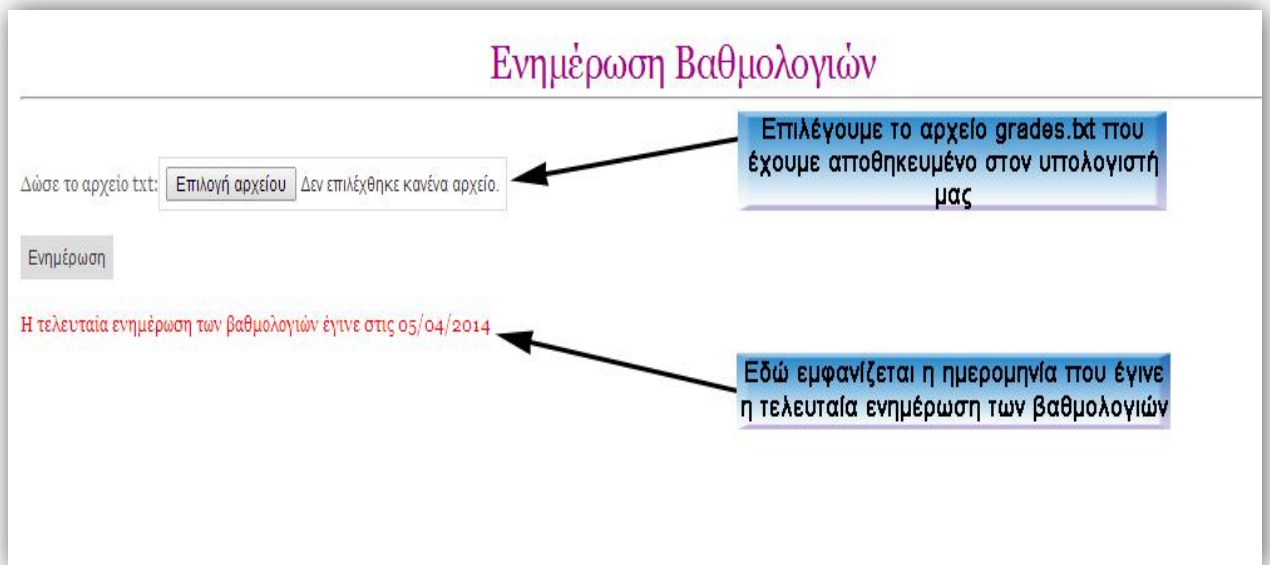 Ενημέρωση Βαθμολογιών
Επιλέγουμε το αρχείο grades.txt που
έχουμε αποθηκευμένο στον υπολογιστή
μας
Δώσε το αρχείο txt: Επιλογή αρχείου Δεν επιλέχθηκε κανένα αρχείο.
Ενημέρωση
Η τελευταία ενημέρωση των βαθμολογιών έγινε στις 05/04/2014
Εδώ εμφανίζεται η ημερομηνία που έγινε
η τελευταία ενημέρωση των βαθμολογιών